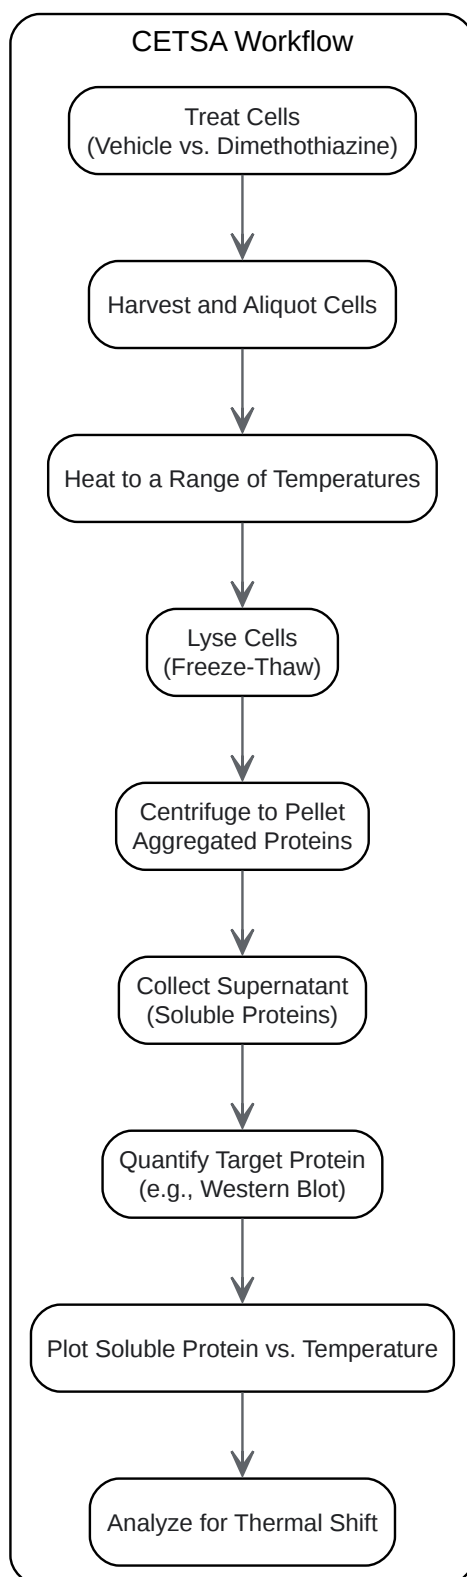 CETSA Workflow
Treat Cells
(Vehicle vs. Dimethothiazine)
Harvest and Aliquot Cells
Heat to a Range of Temperatures
Lyse Cells
(Freeze-Thaw)
Centrifuge to Pellet
Aggregated Proteins
Collect Supernatant
(Soluble Proteins)
Quantify Target Protein
(e.g., Western Blot)
Plot Soluble Protein vs. Temperature
Analyze for Thermal Shift